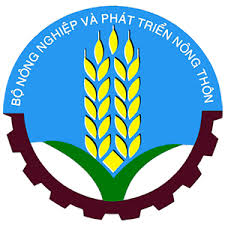 BỘ NÔNG NGHIỆP VÀ PHÁT TRIỂN NÔNG THÔN